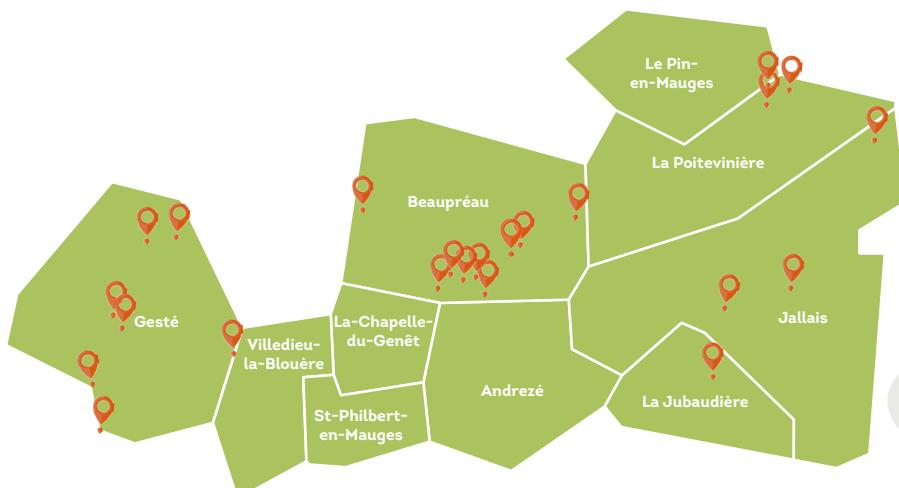 Le Pin-
en-Mauges
La Poitevinière
Beaupréau
Gesté
Villedieu-
la-Blouère
La-Chapelle-
du-Genêt
Jallais
Andrezé
La Jubaudière
St-Philbert-
en-Mauges